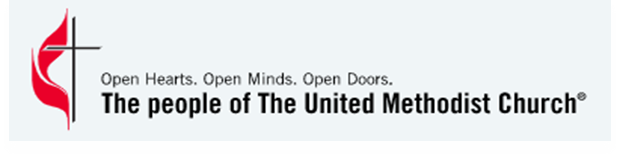 Open Hearts. Open Minds. Open Doors.
The people of The United Methodist Church®